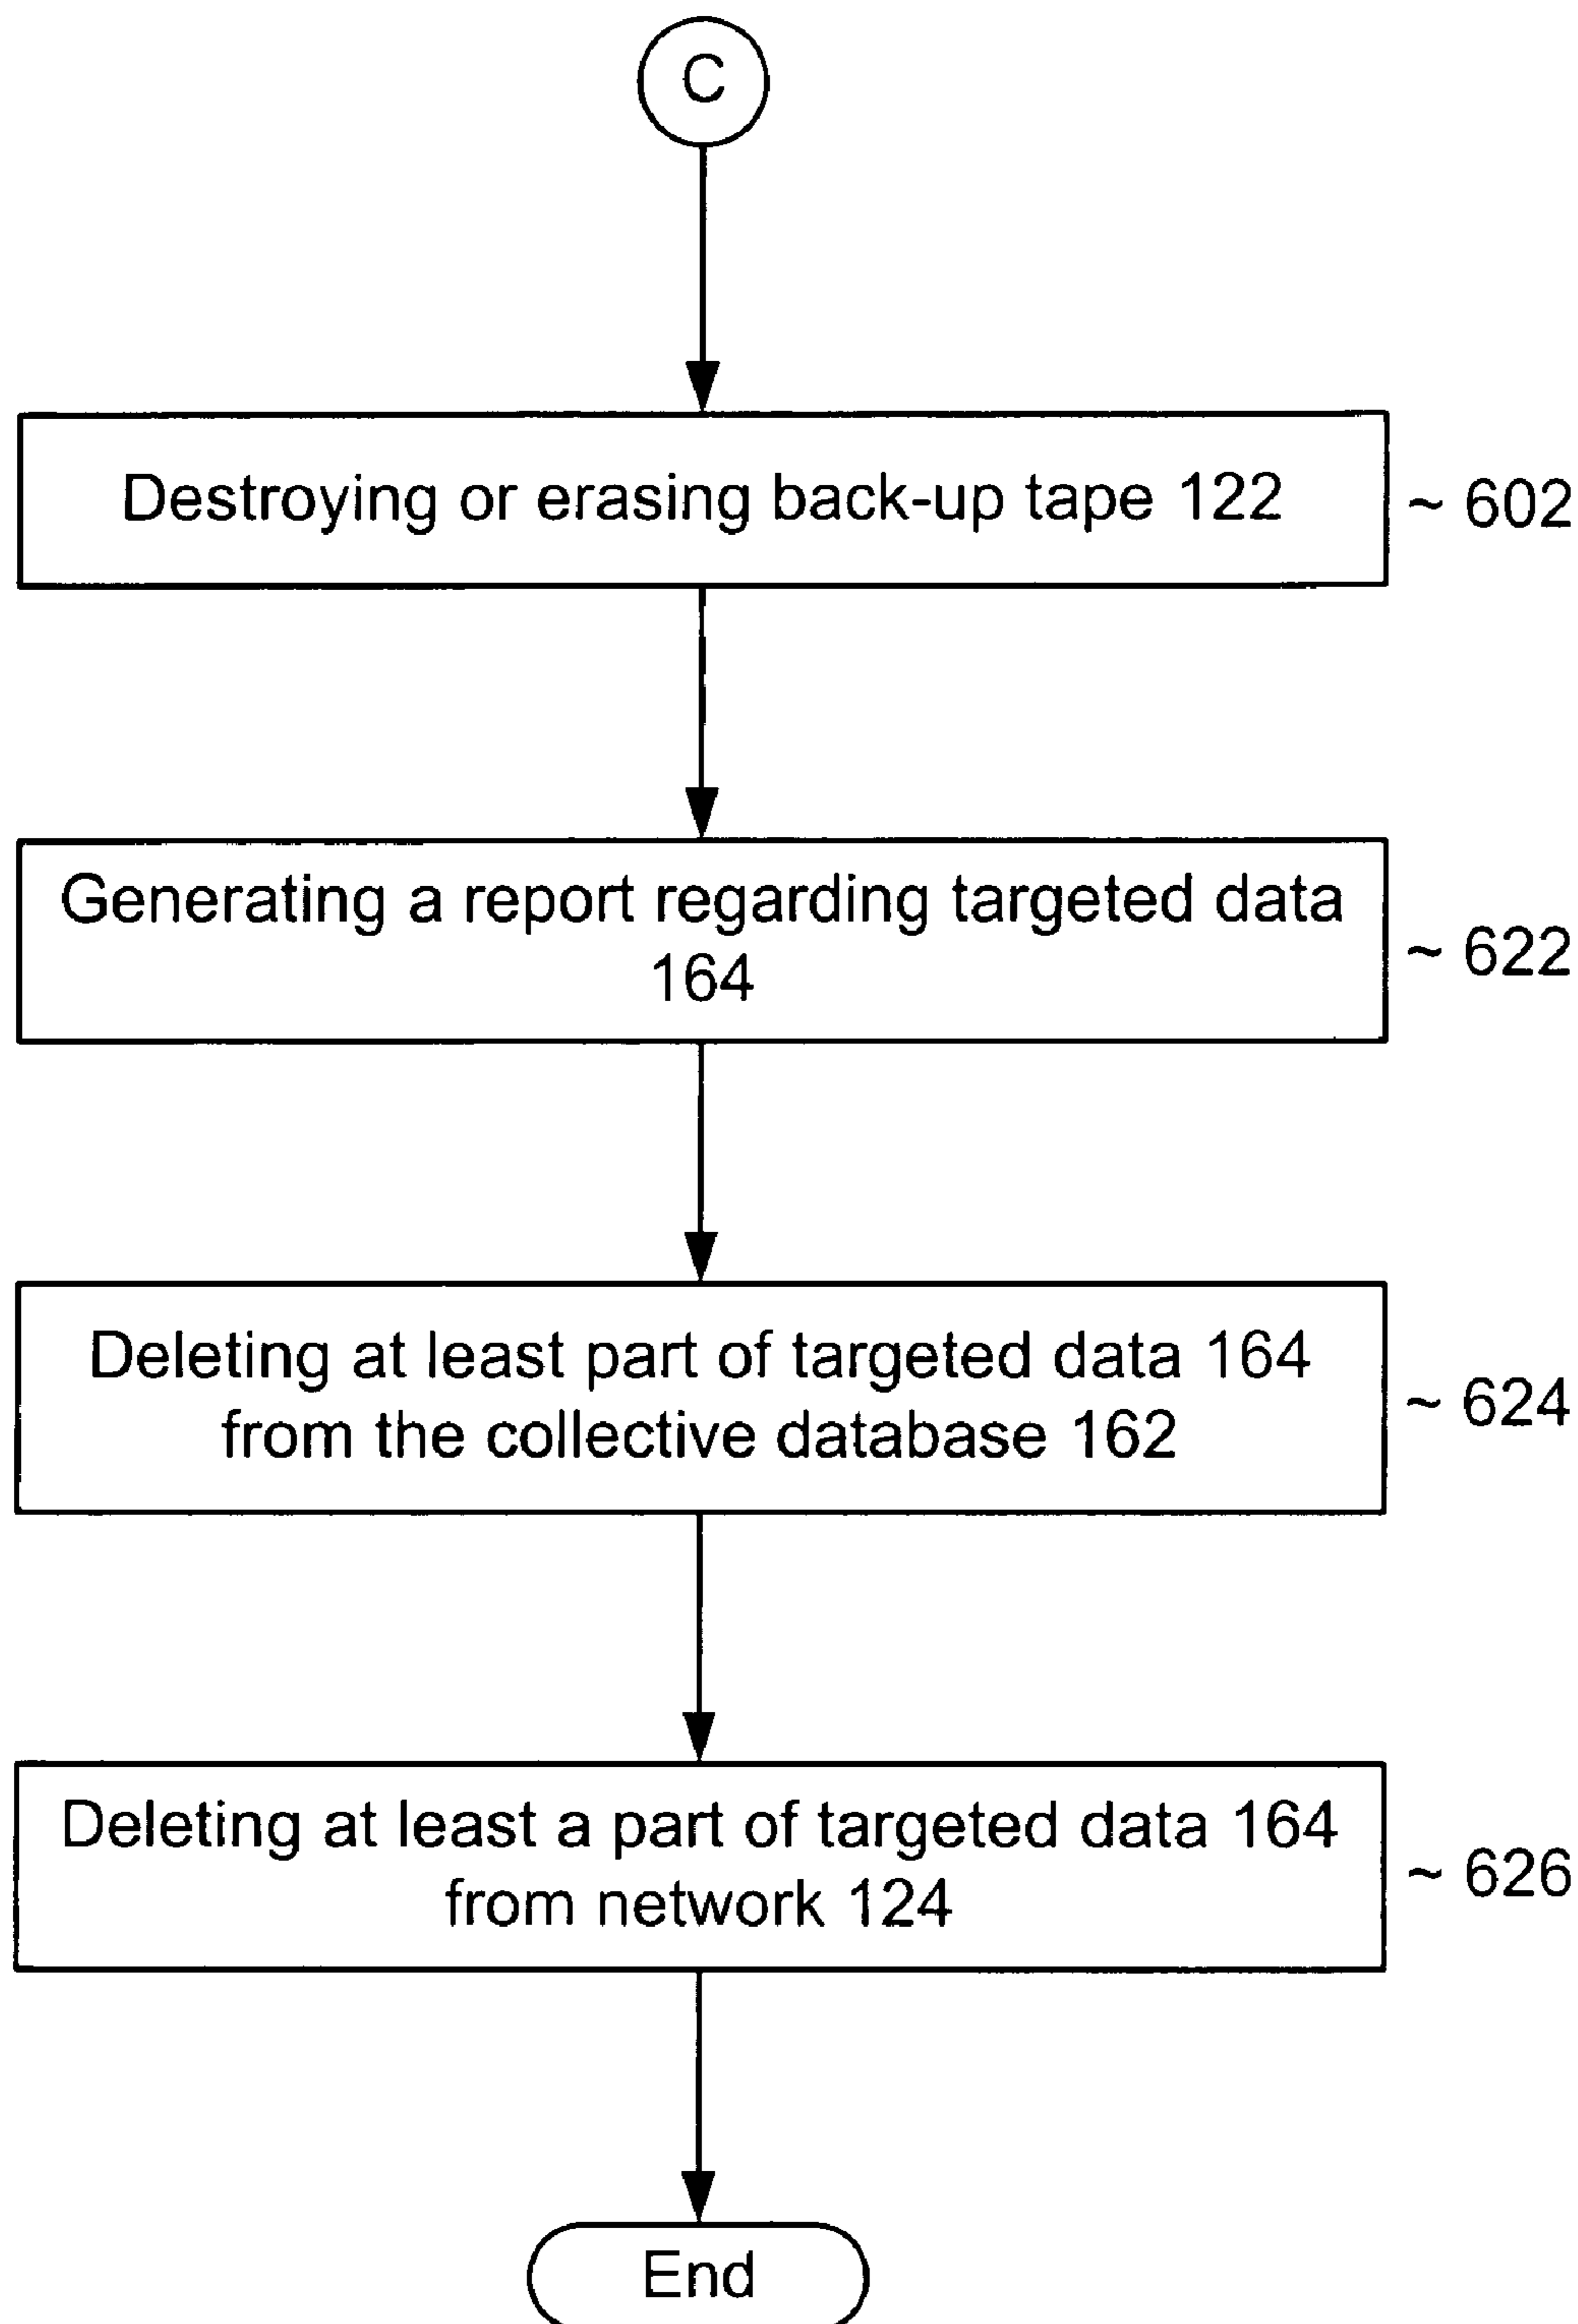 C
Destroying or erasing back-up tape 122
~ 602
Generating a report regarding targeted data
164
~ 622
Deleting at least part of targeted data 164
from the collective database 162
~ 624
Deleting at least a part of targeted data 164
from network 124
~ 626
End